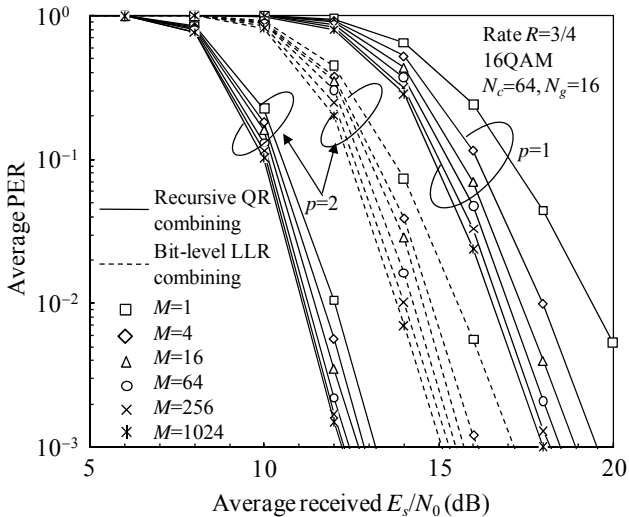 10⁰
10⁻¹
10⁻²
10⁻³
Average PER
Rate R=3/4
16QAM
N_c=64, N_g=16
p=1
p=2
Recursive QR
combining
Bit-level LLR
combining
M=1
M=4
M=16
M=64
M=256
M=1024
5 10 15 20
Average received E_s/N_0 (dB)